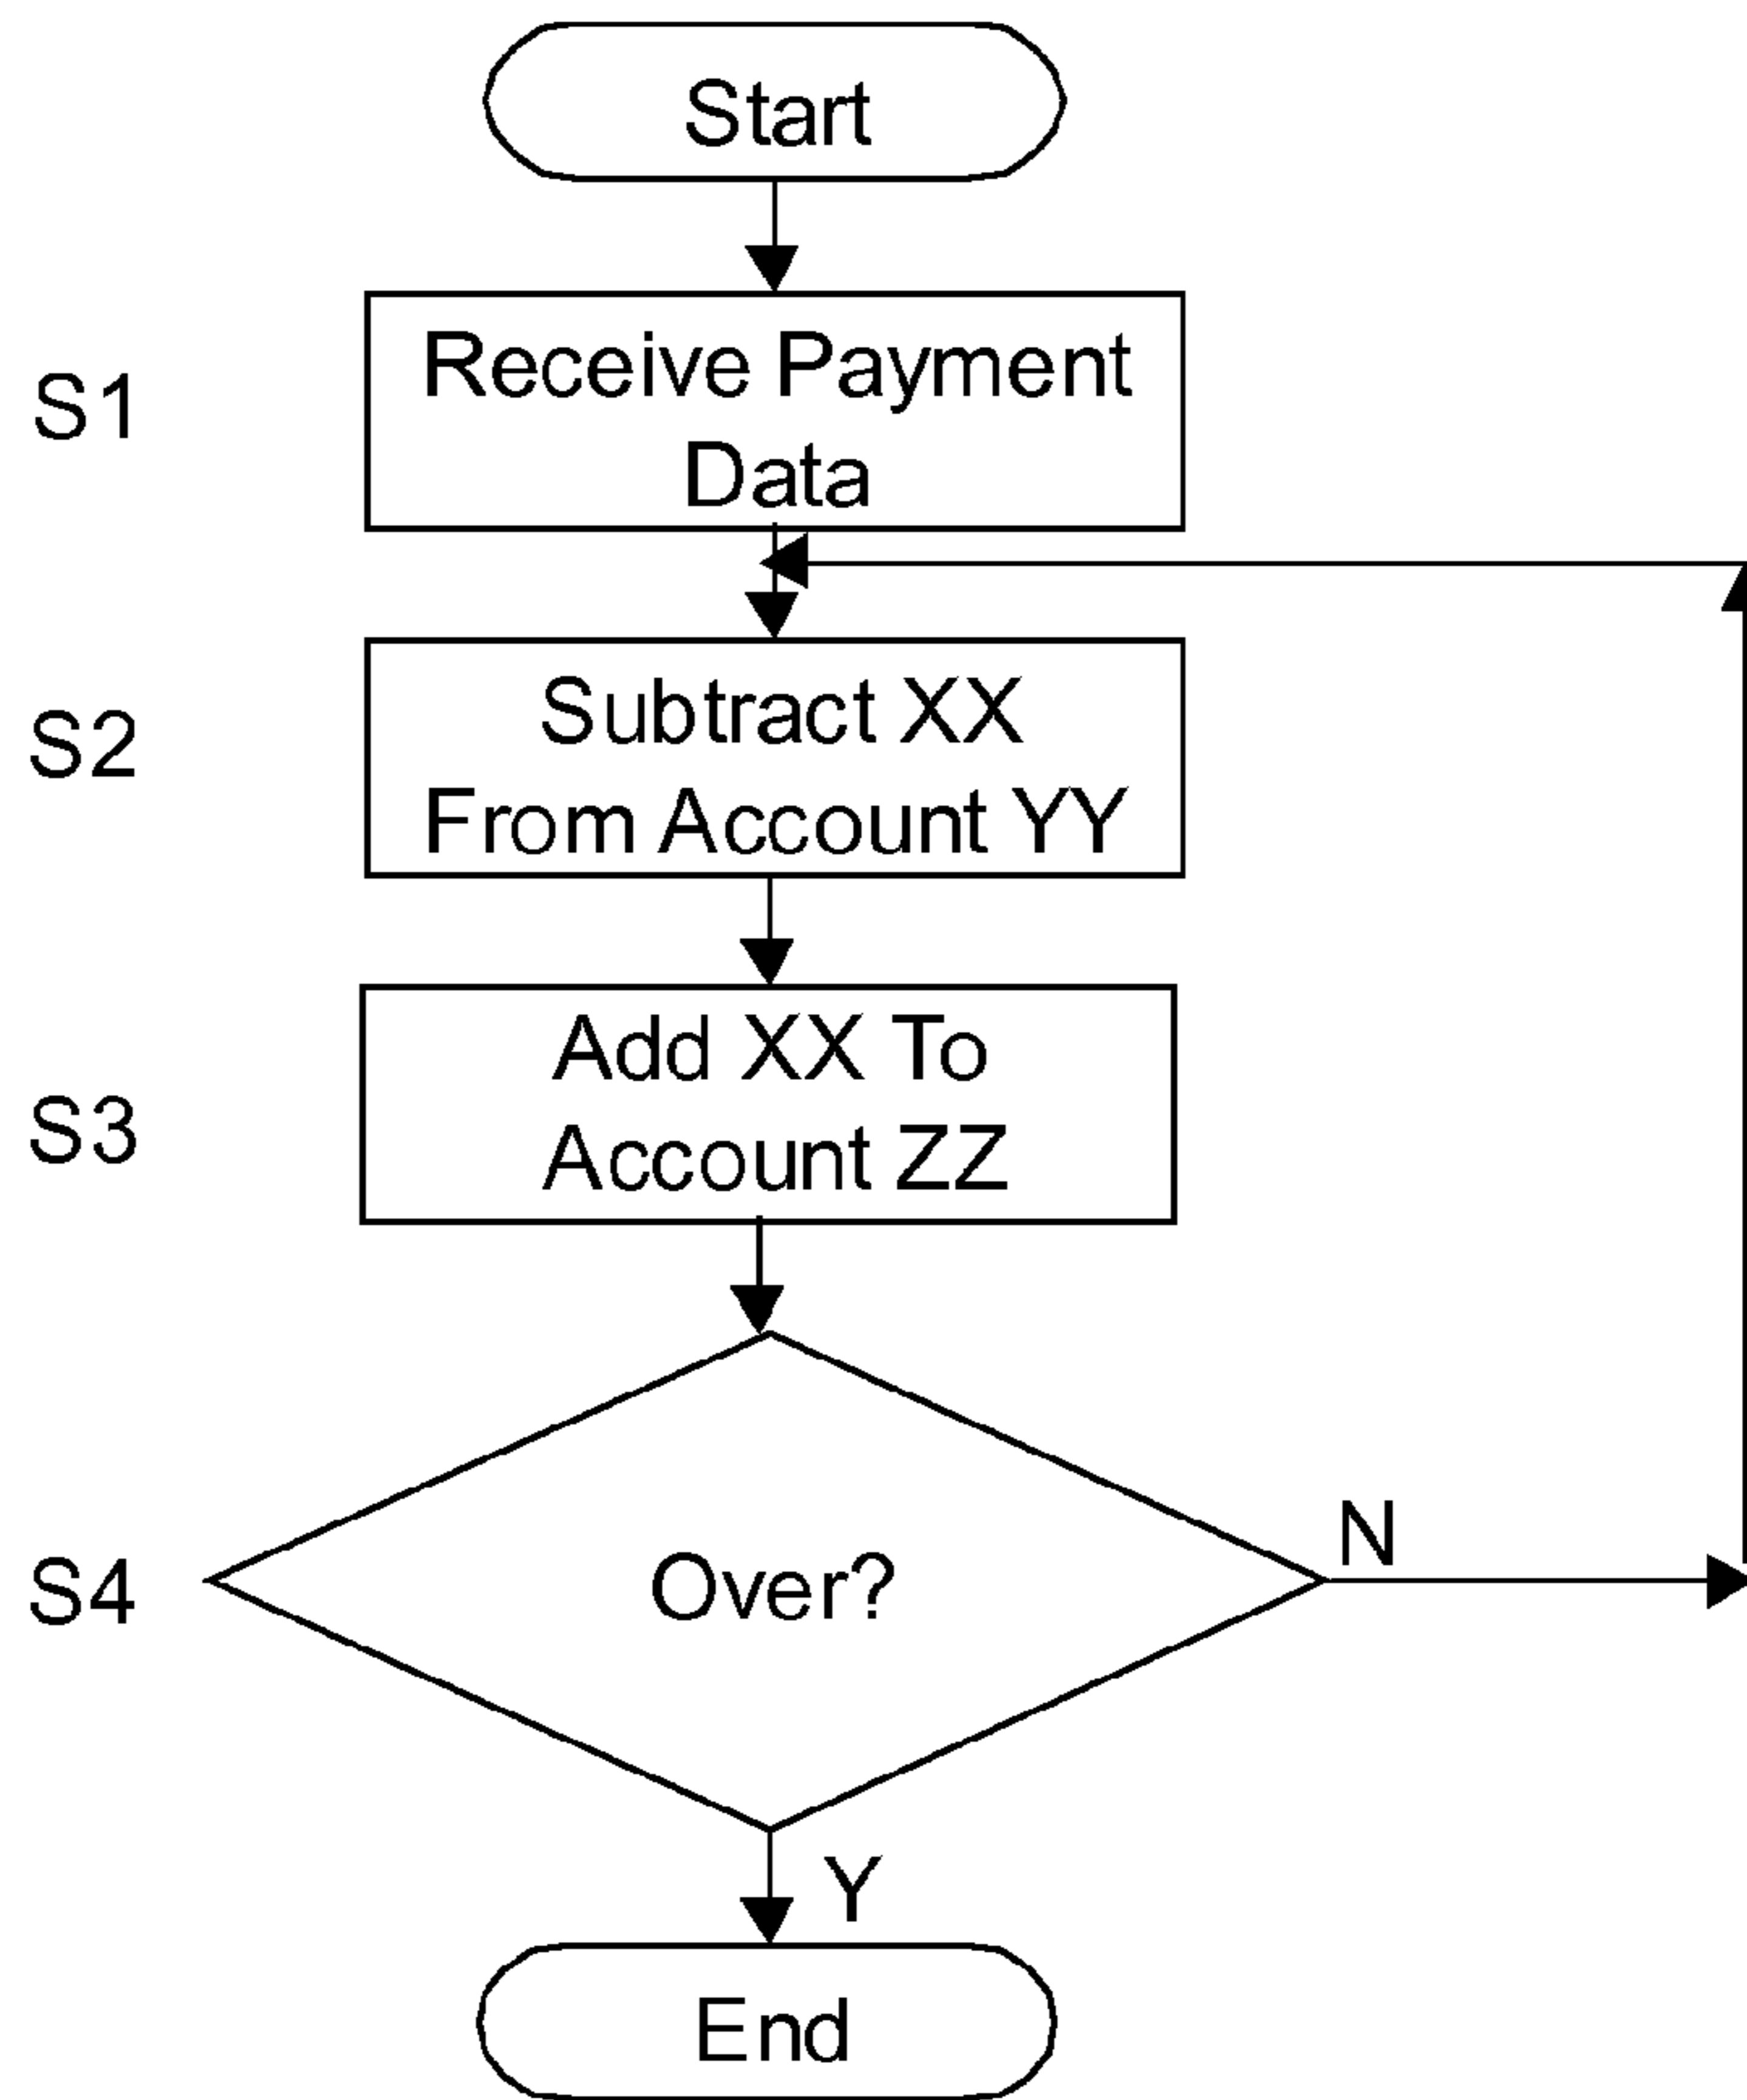 Start
S1
Receive Payment
Data
S2
Subtract XX
From Account YY
S3
Add XX To
Account ZZ
S4
Over?
N
Y
End